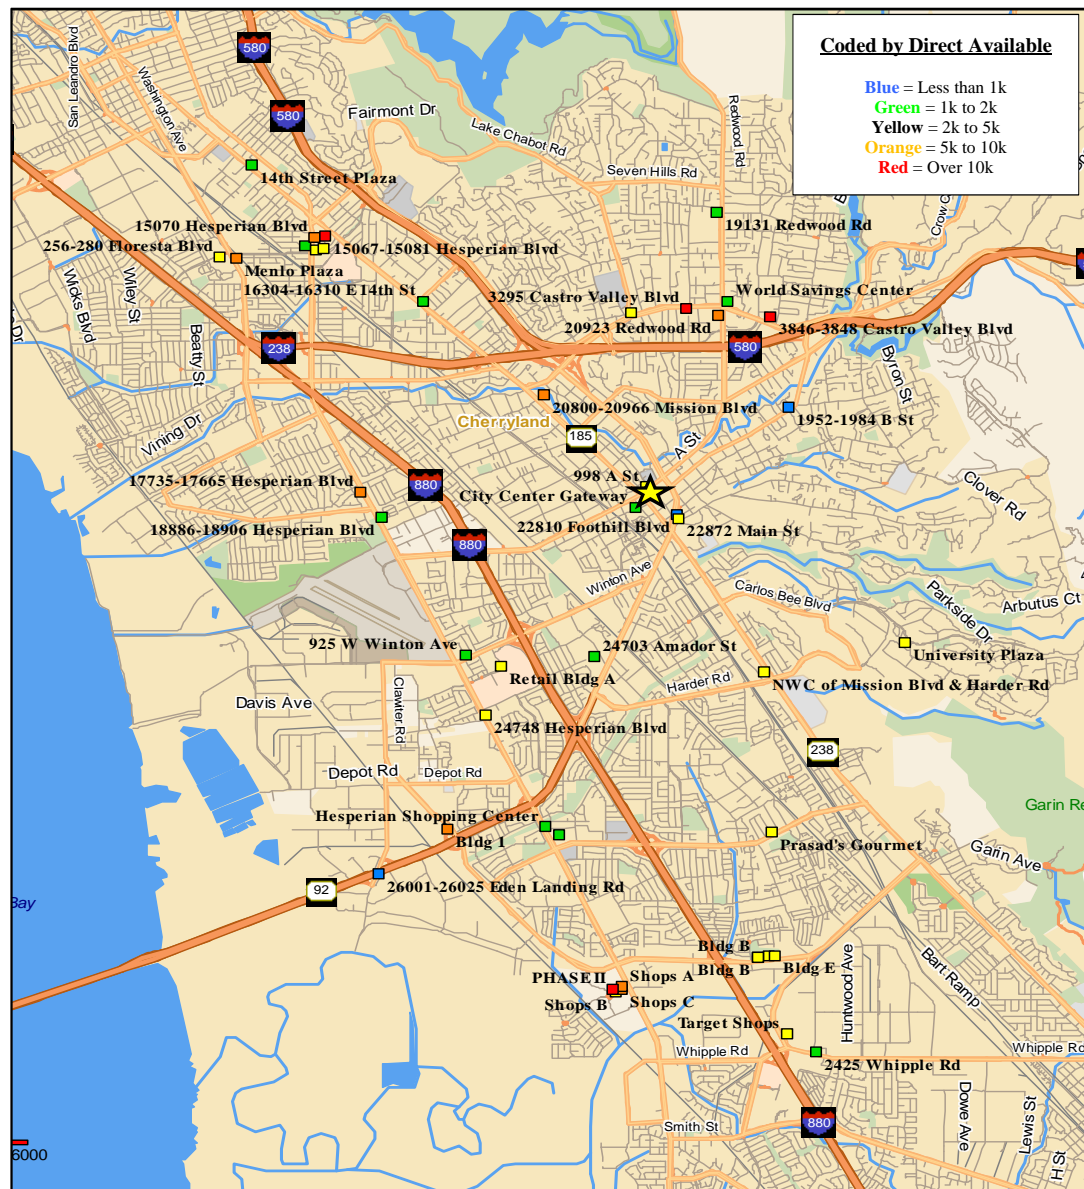 580
San Leandro Blvd
Washington Ave
580
Fairmont Dr
Lake Chabot Rd
Redwood Rd
Seven Hills Rd
Coded by Direct Available
Blue = Less than 1k
Green = 1k to 2k
Yellow = 2k to 5k
Orange = 5k to 10k
Red = Over 10k
14th Street Plaza
15070 Hesperian Blvd
19131 Redwood Rd
256-280 Floresta Blvd
15067-15081 Hesperian Blvd
Menlo Plaza
16304-16310 E 14th St
3295 Castro Valley Blvd
World Savings Center
20923 Redwood Rd
3846-3848 Castro Valley Blvd
Wicks Blvd
Wiley St
Beatty St
Dr
238
580
Byron St
Vining Dr
20800-20966 Mission Blvd
Cherryland
185
1952-1984 B St
A St
998 A St
17735-17665 Hesperian Blvd
880
City Center Gateway
Clover Rd
18886-18906 Hesperian Blvd
22810 Foothill Blvd
22872 Main St
880
Winton Ave
Carlos Bee Blvd
Parkside Dr
Arbutus Ct
925 W Winton Ave
24703 Amador St
University Plaza
Retail Bldg A
Harder Rd
NWC of Mission Blvd & Harder Rd
Davis Ave
Clawiter Rd
24748 Hesperian Blvd
238
Depot Rd
Depot Rd
Garin Re
Hesperian Shopping Center
Bldg 1
Prasad's Gourmet
Garin Ave
26001-26025 Eden Landing Rd
92
Bay
Bldg B
Bldg B
Bldg E
Huntwood Ave
Bart Ramp
PHASE II
Shops A
Shops B
Shops C
Target Shops
Whipple Rd
Whipple Rd
2425 Whipple Rd
Dowe Ave
Lewis St
H St
Smith St
880
6000